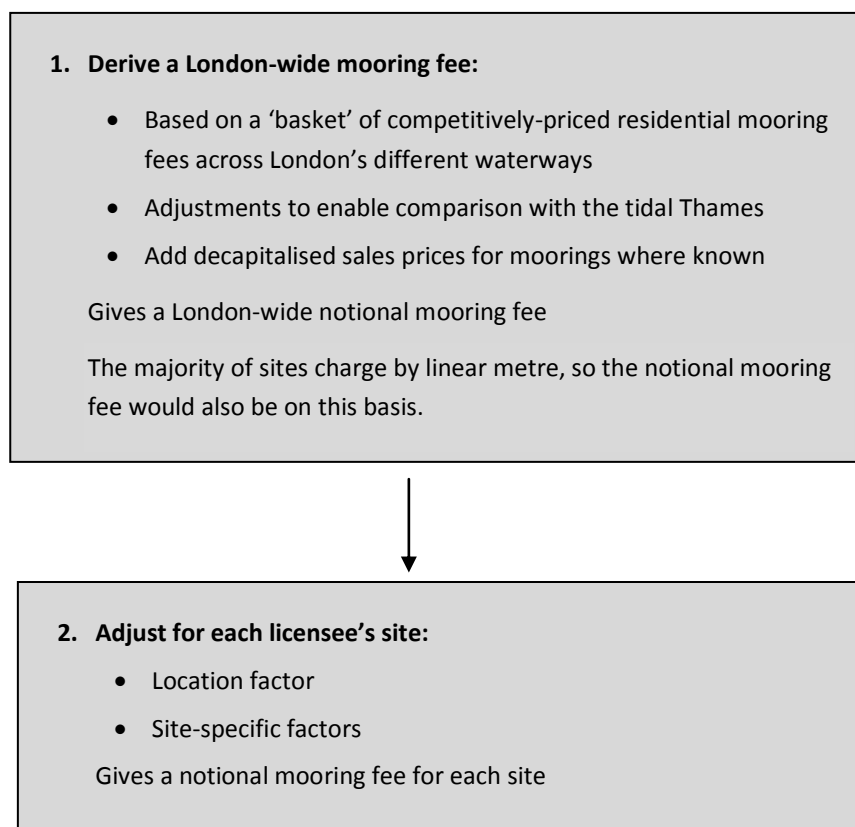 1. Derive a London-wide mooring fee:
• Based on a ‘basket’ of competitively-priced residential mooring
fees across London’s different waterways
• Adjustments to enable comparison with the tidal Thames
• Add decapitalised sales prices for moorings where known
Gives a London-wide notional mooring fee
The majority of sites charge by linear metre, so the notional mooring
fee would also be on this basis.
2. Adjust for each licensee’s site:
• Location factor
• Site-specific factors
Gives a notional mooring fee for each site